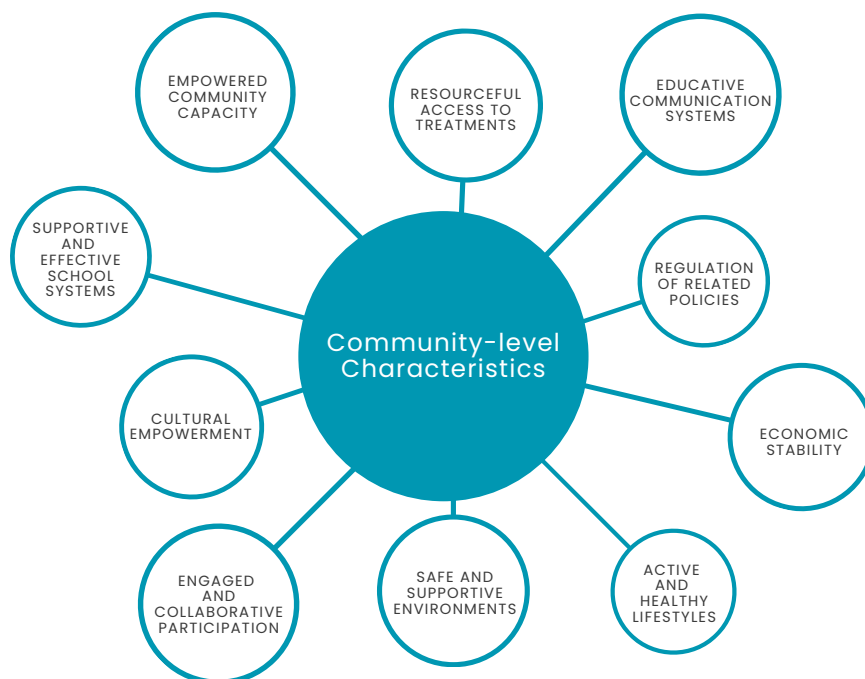 EMPOWERED
COMMUNITY
CAPACITY
RESOURCEFUL
ACCESS TO
TREATMENTS
EDUCATIVE
COMMUNICATION
SYSTEMS
SUPPORTIVE
AND
EFFECTIVE
SCHOOL
SYSTEMS
REGULATION
OF RELATED
POLICIES
Community-level
Characteristics
CULTURAL
EMPOWERMENT
ECONOMIC
STABILITY
ENGAGED
AND
COLLABORATIVE
PARTICIPATION
SAFE AND
SUPPORTIVE
ENVIRONMENTS
ACTIVE
AND
HEALTHY
LIFESTYLES